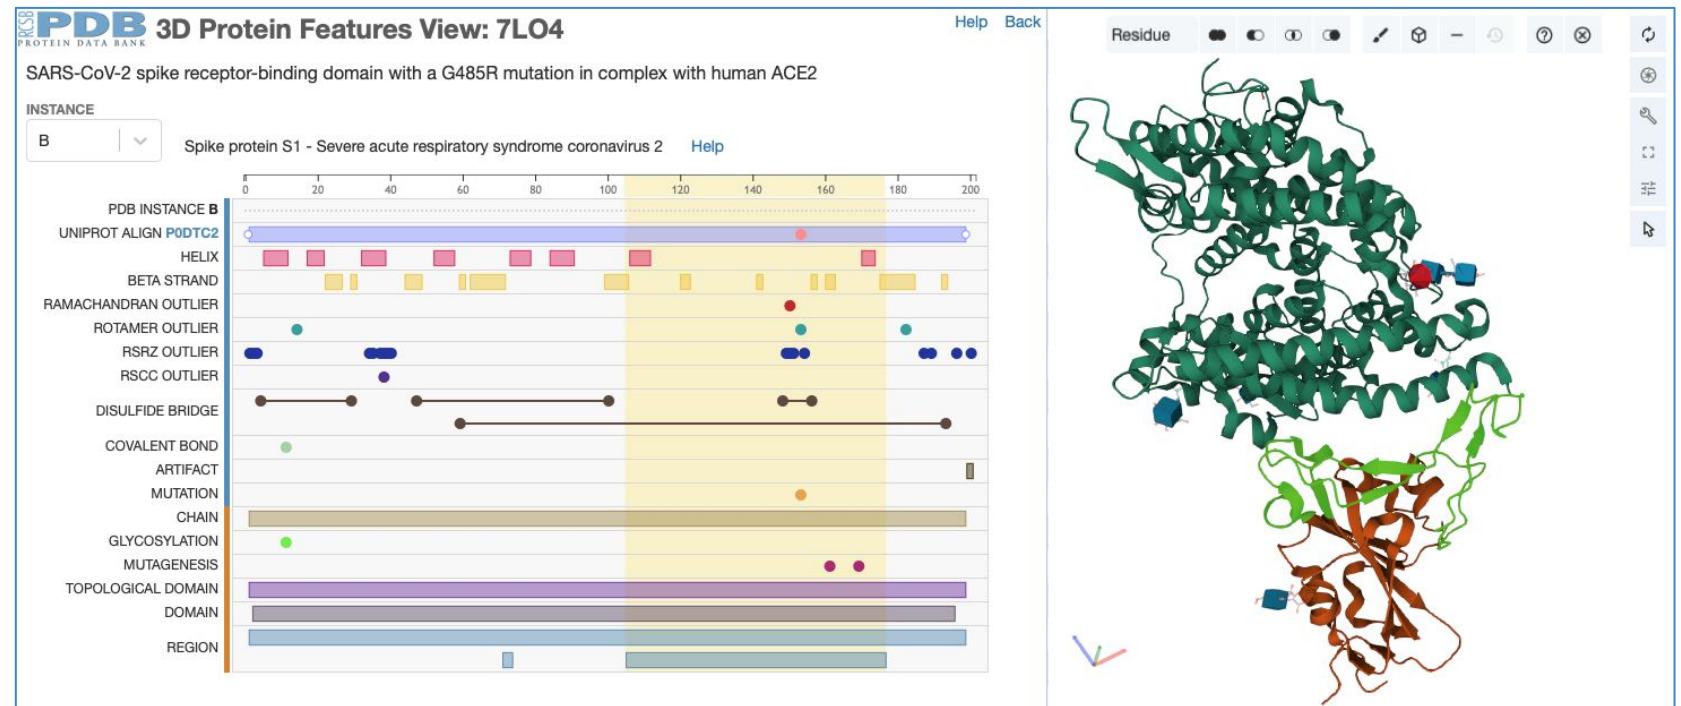 RCSB PDB 3D Protein Features View: 7LO4 Help Back
PROTEIN DATA BANK
SARS-CoV-2 spike receptor-binding domain with a G485R mutation in complex with human ACE2
INSTANCE
B Spike protein S1 - Severe acute respiratory syndrome coronavirus 2 Help
0 20 40 60 80 100 120 140 160 180 200
PDB INSTANCE B
UNIPROT ALIGN P0DTC2
HELIX
BETA STRAND
RAMACHANDRAN OUTLIER
ROTAMER OUTLIER
RSRZ OUTLIER
RSCC OUTLIER
DISULFIDE BRIDGE
COVALENT BOND
ARTIFACT
MUTATION
CHAIN
GLYCOSYLATION
MUTAGENESIS
TOPOLOGICAL DOMAIN
DOMAIN
REGION
Residue